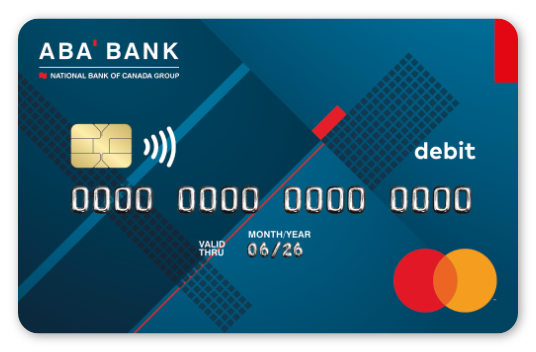 ABA' BANK
NATIONAL BANK OF CANADA GROUP
debit
0000 0000 0000 0000
MONTH/YEAR
VALID
THRU
06/26